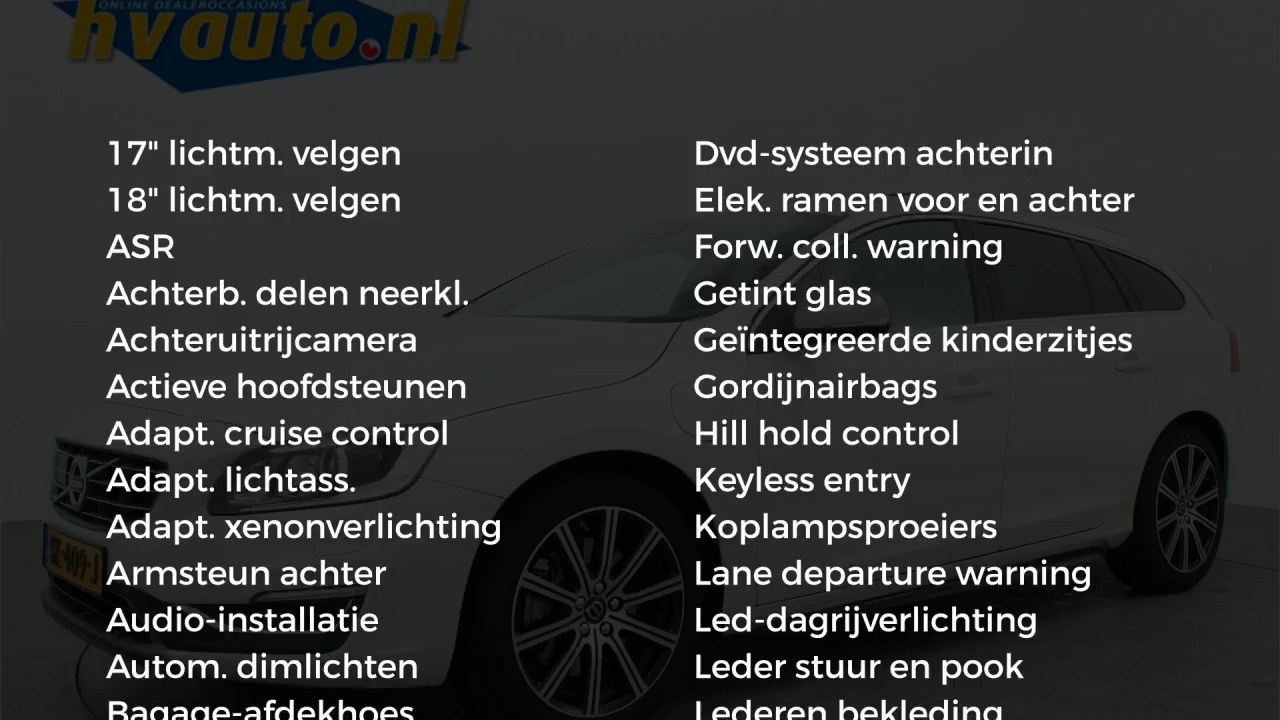 ONLINE DEALEROCCASIONS
hvauto.nl
17" lichtm. velgen
18" lichtm. velgen
ASR
Achterb. delen neerkl.
Achteruitrijcamera
Actieve hoofdsteunen
Adapt. cruise control
Adapt. lichtass.
Adapt. xenonverlichting
Armsteun achter
Audio-installatie
Autom. dimlichten
Bagage-afdekhoes
Dvd-systeem achterin
Elek. ramen voor en achter
Forw. coll. warning
Getint glas
Geïntegreerde kinderzitjes
Gordijnairbags
Hill hold control
Keyless entry
Koplampsproeiers
Lane departure warning
Led-dagrijverlichting
Leder stuur en pook
Lederen bekleding